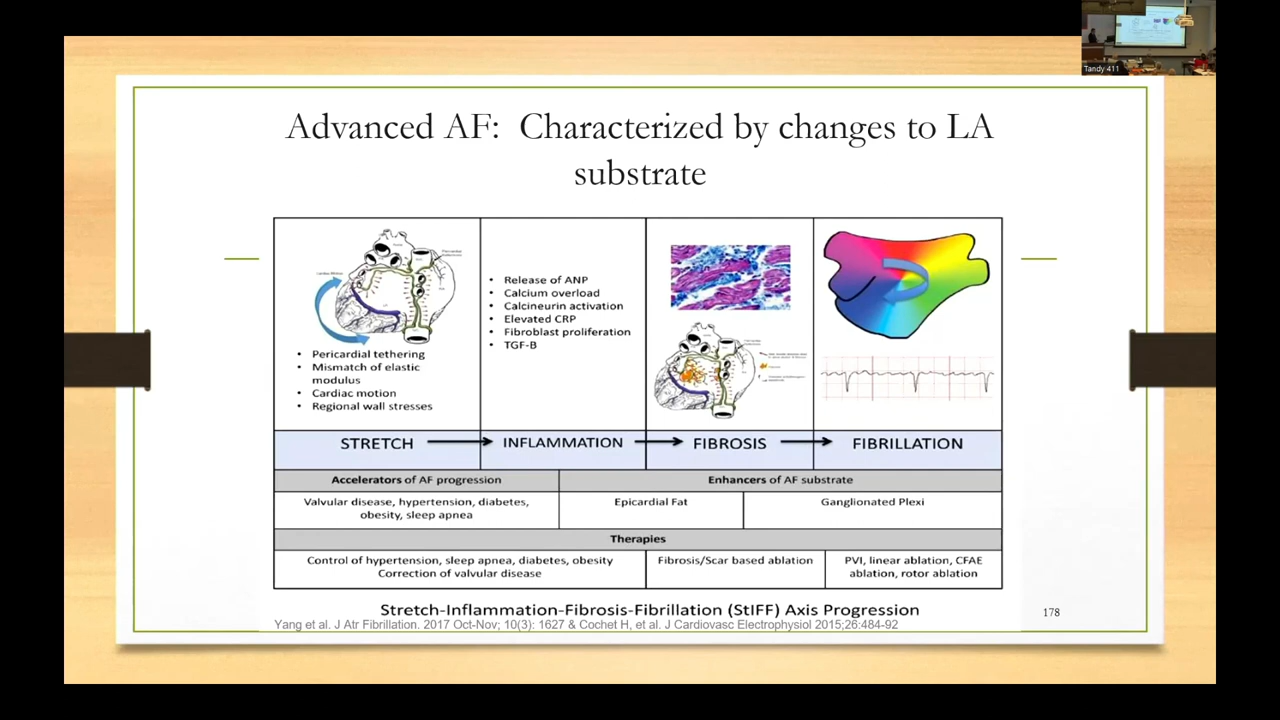 Tandy 411
Advanced AF: Characterized by changes to LA
substrate
• Pericardial tethering
• Mismatch of elastic
modulus
• Cardiac motion
• Regional wall stresses
• Release of ANP
• Calcium overload
• Calcineurin activation
• Elevated CRP
• Fibroblast proliferation
• TGF-B
STRETCH
INFLAMMATION
FIBROSIS
FIBRILLATION
Accelerators of AF progression
Enhancers of AF substrate
Valvular disease, hypertension, diabetes,
obesity, sleep apnea
Epicardial Fat
Ganglionated Plexi
Therapies
Control of hypertension, sleep apnea, diabetes, obesity
Correction of valvular disease
Fibrosis/Scar based ablation
PVI, linear ablation, CFAE
ablation, rotor ablation
Stretch-Inflammation-Fibrosis-Fibrillation (StIFF) Axis Progression
178
Yang et al. J Atr Fibrillation. 2017 Oct-Nov; 10(3): 1627 & Cochet H, et al. J Cardiovasc Electrophysiol 2015;26:484-92